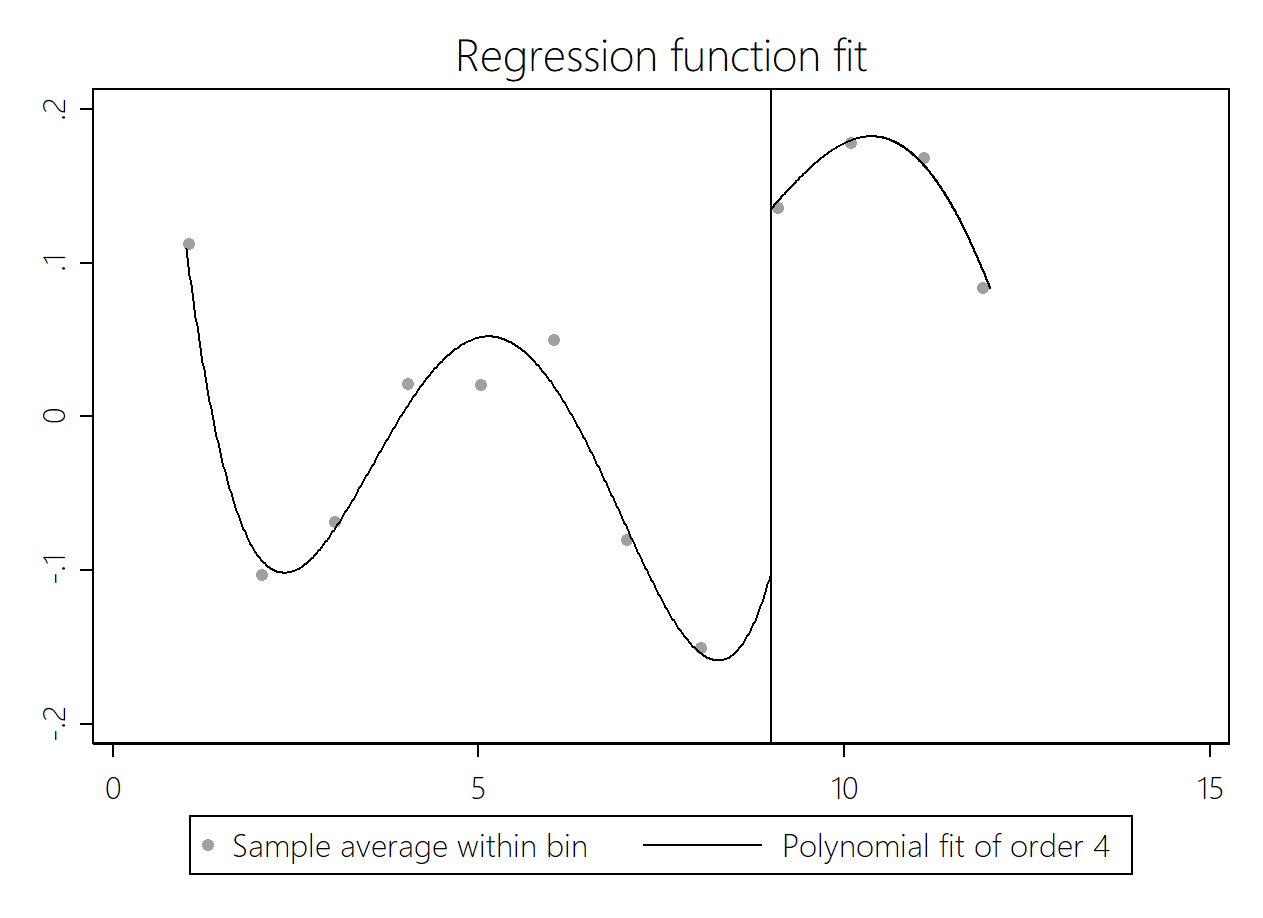 Regression function fit
.2
.1
0
-.1
-.2
0 5 10 15
Sample average within bin Polynomial fit of order 4